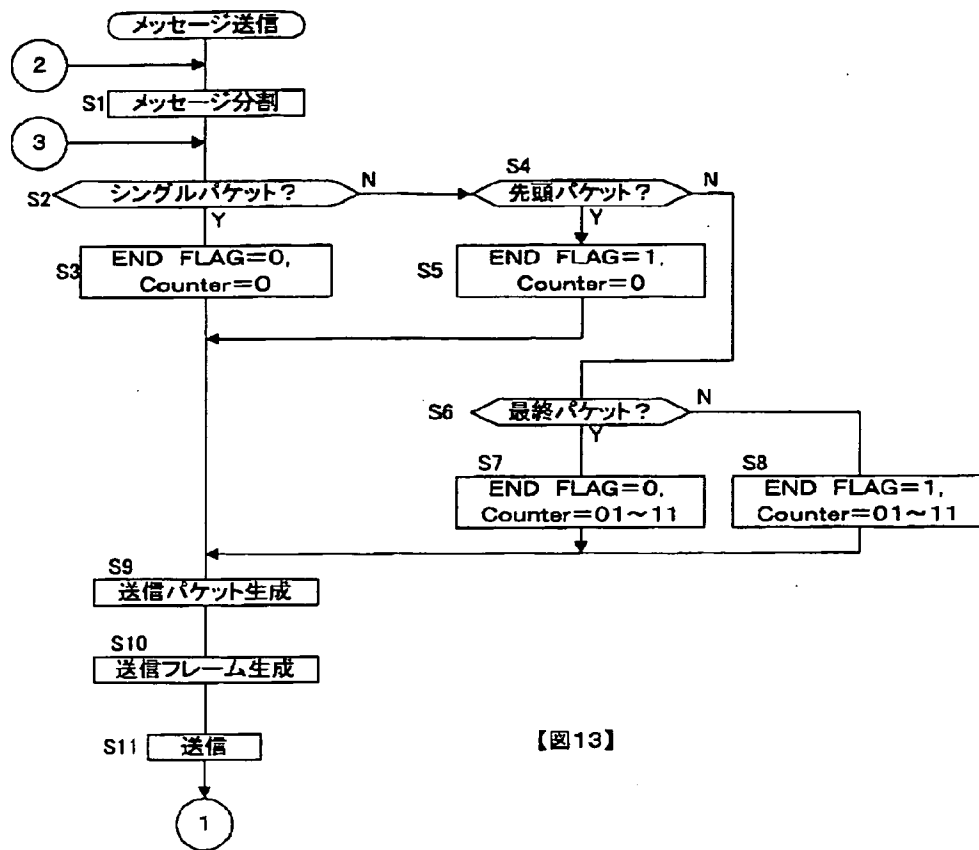 メッセージ送信
2
S1
メッセージ分割
3
S2
シングルパケット?
N
Y
S4
先頭パケット?
N
Y
S3
END FLAG=0,
Counter=0
S5
END FLAG=1,
Counter=0
S6
最終パケット?
N
Y
S7
END FLAG=0,
Counter=01~11
S8
END FLAG=1,
Counter=01~11
S9
送信パケット生成
S10
送信フレーム生成
S11
送信
【図13】
1